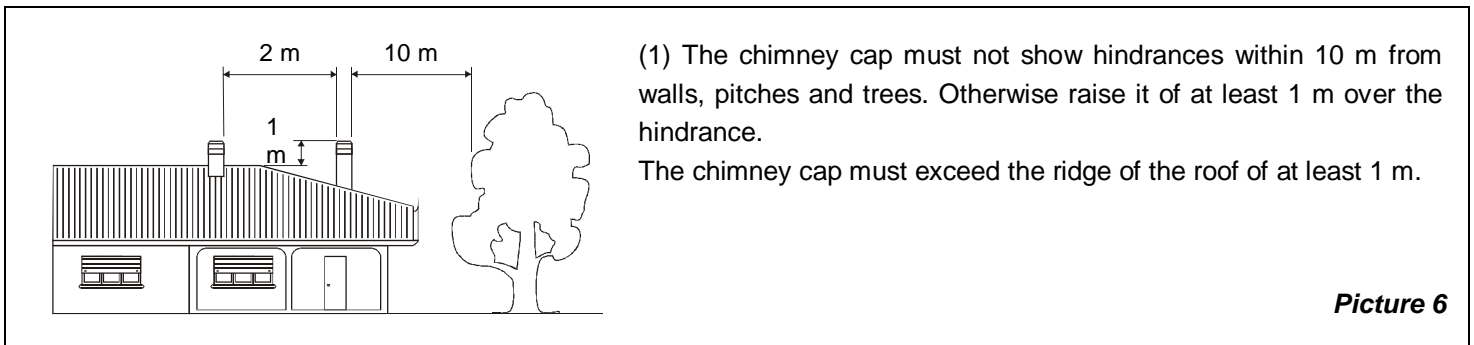 2 m
10 m
1
m
(1) The chimney cap must not show hindrances within 10 m from
walls, pitches and trees. Otherwise raise it of at least 1 m over the
hindrance.
The chimney cap must exceed the ridge of the roof of at least 1 m.
Picture 6